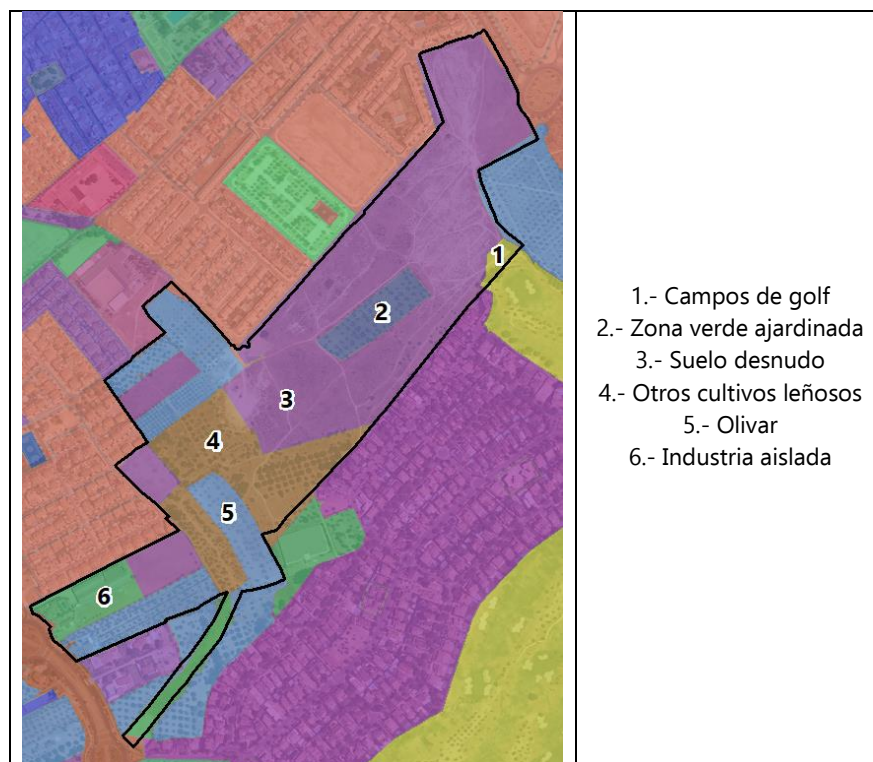 1
2
3
4
5
6
1.- Campos de golf
2.- Zona verde ajardinada
3.- Suelo desnudo
4.- Otros cultivos leñosos
5.- Olivar
6.- Industria aislada